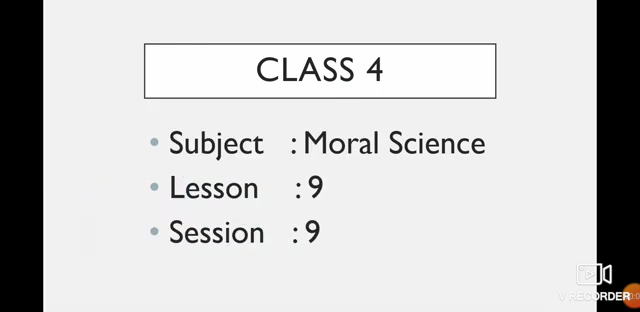 CLASS 4
• Subject : Moral Science
• Lesson : 9
• Session : 9
V RECORDER